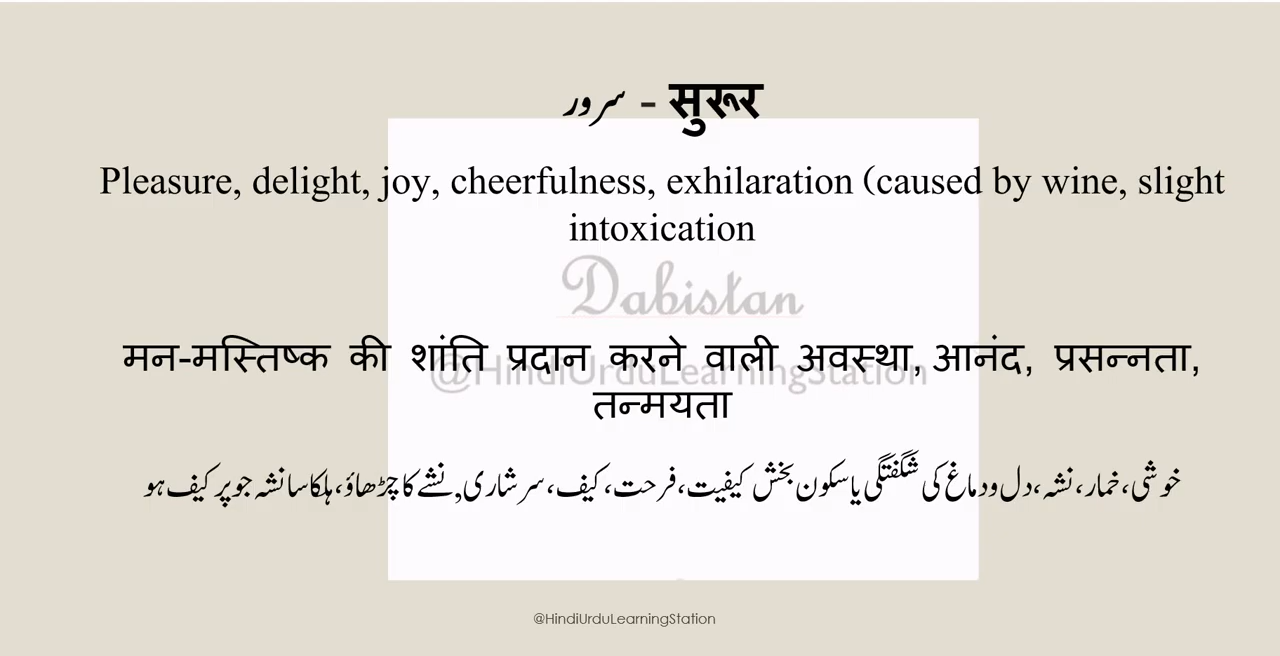 सुरूर - سرور
Pleasure, delight, joy, cheerfulness, exhilaration (caused by wine, slight
intoxication
Dabistan
मन-मस्तिष्क की शांति प्रदान करने वाली अवस्था, आनंद, प्रसन्नता,
@HindiUrduLearningStation
तन्मयता
خوشی، خمار، نشہ، دل و دماغ کی شگفتگی یا سکون بخش کیفیت، فرحت، کیف، سرشاری, نشے کا چڑھاؤ، ہلکا سا نشہ جو پر کیف ہو
@HindiUrduLearningStation